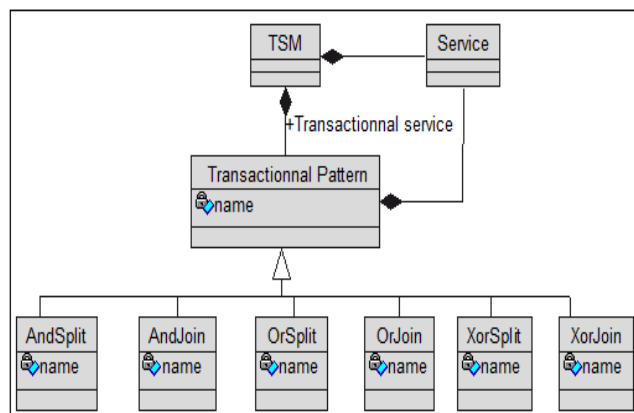 TSM Service
+Transactionnal service
Transactionnal Pattern
name
AndSplit AndJoin OrSplit OrJoin XorSplit XorJoin
name name name name name name